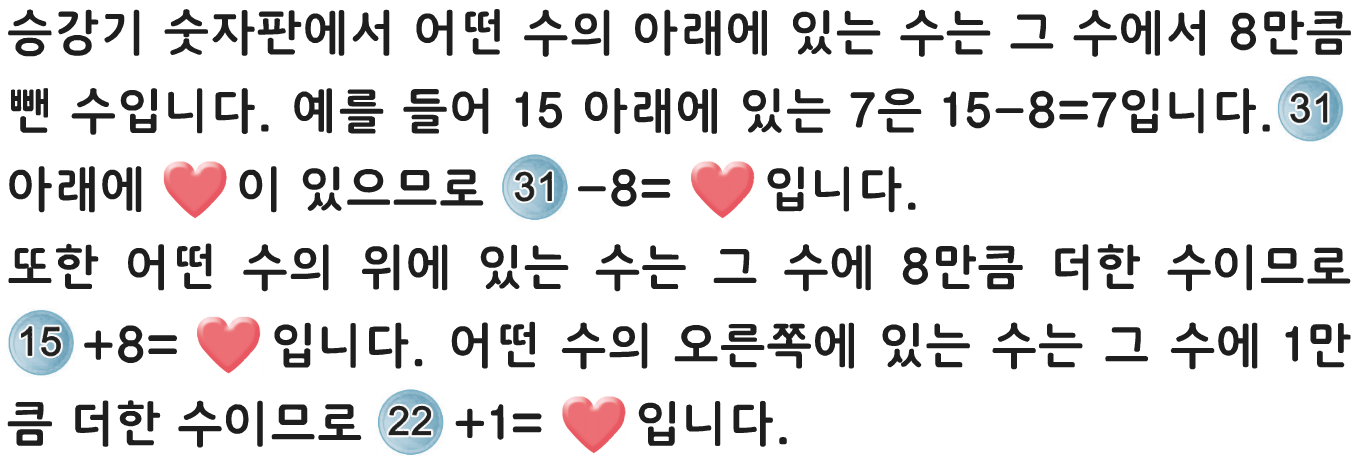 승강기 숫자판에서 어떤 수의 아래에 있는 수는 그 수에서 8만큼
뺀 수입니다. 예를 들어 15 아래에 있는 7은 15-8=7입니다. 31
아래에 ♥이 있으므로 31 -8= ♥입니다.
또한 어떤 수의 위에 있는 수는 그 수에 8만큼 더한 수이므로
15 +8= ♥입니다. 어떤 수의 오른쪽에 있는 수는 그 수에 1만
큼 더한 수이므로 22 +1= ♥입니다.